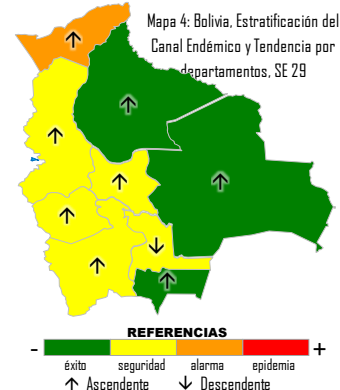 Mapa 4: Bolivia, Estratificación del
Canal Endémico y Tendencia por
departamentos, SE 29
REFERENCIAS
- +
éxito seguridad alarma epidemia
↑ Ascendente ↓ Descendente